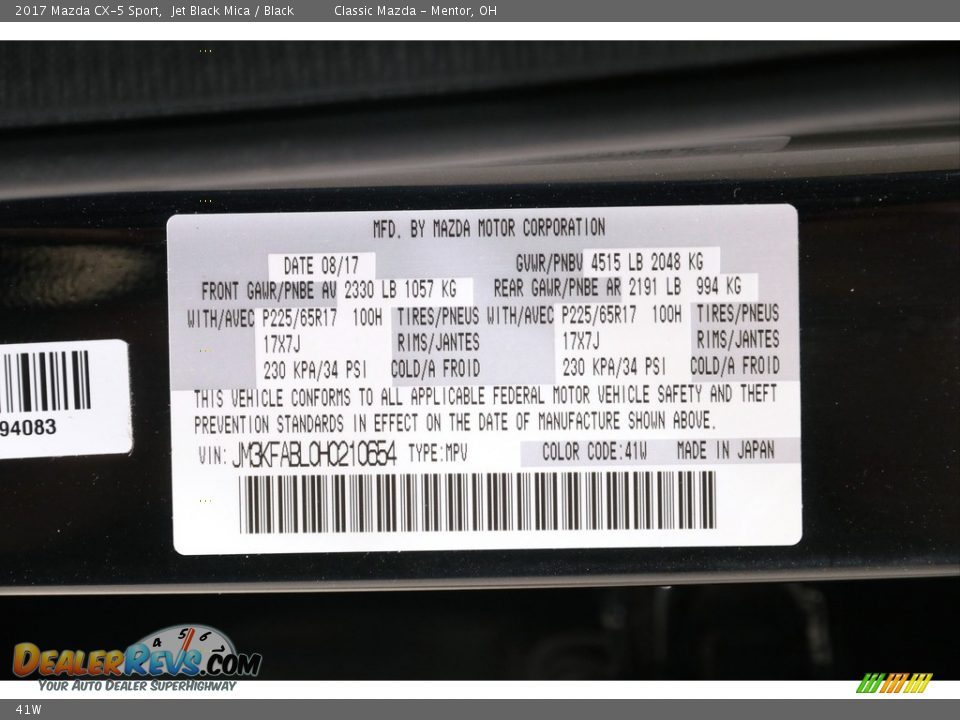 2017 Mazda CX-5 Sport, Jet Black Mica / Black Classic Mazda - Mentor, OH
MFD. BY MAZDA MOTOR CORPORATION
DATE 08/17 GVWR/PNBV 4515 LB 2048 KG
FRONT GAWR/PNBE AV 2330 LB 1057 KG REAR GAWR/PNBE AR 2191 LB 994 KG
WITH/AVEC P225/65R17 100H TIRES/PNEUS WITH/AVEC P225/65R17 100H TIRES/PNEUS
17X7J RIMS/JANTES 17X7J RIMS/JANTES
230 KPA/34 PSI COLD/A FROID 230 KPA/34 PSI COLD/A FROID
THIS VEHICLE CONFORMS TO ALL APPLICABLE FEDERAL MOTOR VEHICLE SAFETY AND THEFT
PREVENTION STANDARDS IN EFFECT ON THE DATE OF MANUFACTURE SHOWN ABOVE.
VIN: JM3KFABL0H0210654 TYPE:MPV COLOR CODE:41W MADE IN JAPAN
94083
4 5 6
DEALERREVS.COM
YOUR AUTO DEALER SUPERHIGHWAY
41W